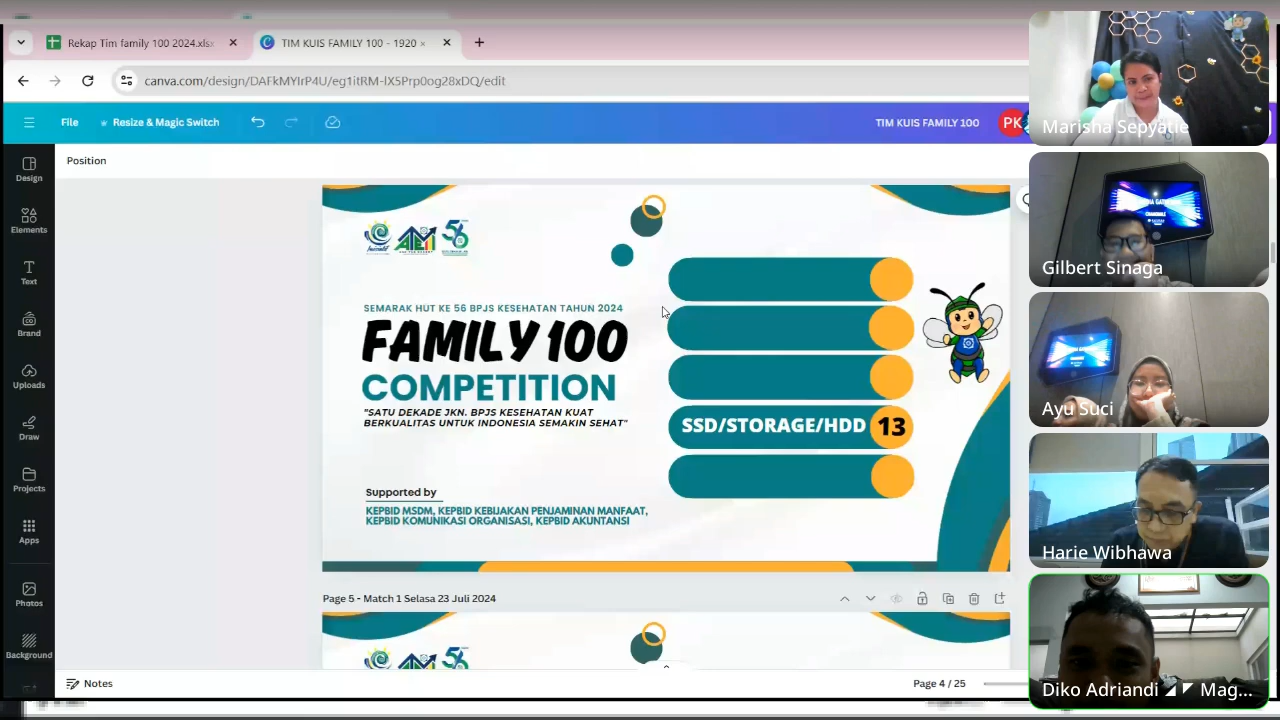 Rekap Tim family 100 2024.xls
TIM KUIS FAMILY 100 - 1920 ×
canva.com/design/DAFkMYIrP4U/eg1itRM-lX5Prp0og28xDQ/edit
File
Resize & Magic Switch
TIM KUIS FAMILY 100
PK
Position
Design
Elements
Text
Brand
Uploads
Draw
Projects
Apps
Photos
Background
56
SEMARAK HUT KE 56 BPJS KESEHATAN TAHUN 2024
FAMILY 100
COMPETITION
"SATU DEKADE JKN. BPJS KESEHATAN KUAT
BERKUALITAS UNTUK INDONESIA SEMAKIN SEHAT"
SSD/STORAGE/HDD 13
Supported by
KEPBID MSDM, KEPBID KEBIJAKAN PENJAMINAN MANFAAT,
KEPBID KOMUNIKASI ORGANISASI, KEPBID AKUNTANSI
Page 5 - Match 1 Selasa 23 Juli 2024
56
Notes
Page 4 / 25
Marisha Sepyatie
Gilbert Sinaga
Ayu Suci
Harie Wibhawa
Diko Adriandi ◢ ◤ Mag...